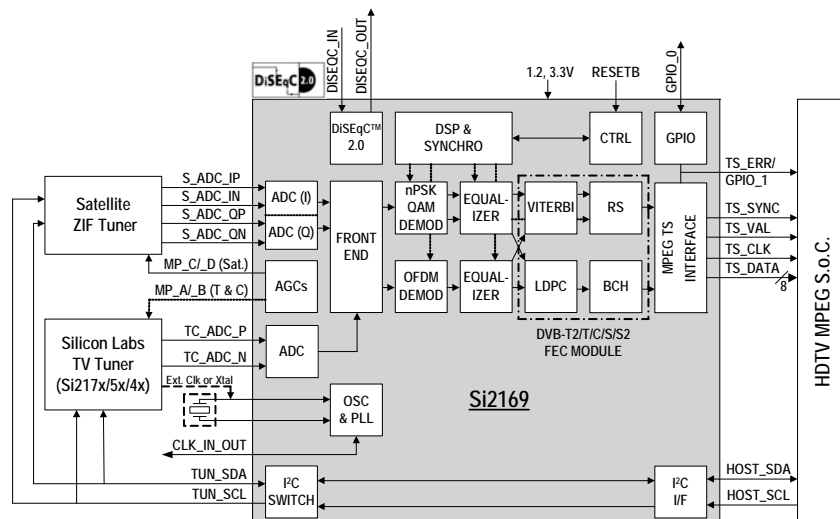 DiSEqC 2.0
DISEQC_IN
DISEQC_OUT
1.2, 3.3V
RESETB
GPIO_0
DiSEqC™
2.0
DSP &
SYNCHRO
CTRL
GPIO
TS_ERR/
GPIO_1
Satellite
ZIF Tuner
S_ADC_IP
S_ADC_IN
S_ADC_QP
S_ADC_QN
ADC (I)
ADC (Q)
FRONT
END
nPSK
QAM
DEMOD
EQUAL-
IZER
VITERBI
RS
MPEG TS
INTERFACE
TS_SYNC
TS_VAL
TS_CLK
TS_DATA
8
HDTV MPEG S.o.C.
MP_C/_D (Sat.)
MP_A/_B (T & C)
AGCs
OFDM
DEMOD
EQUAL-
IZER
LDPC
BCH
DVB-T2/T/C/S/S2
FEC MODULE
Silicon Labs
TV Tuner
(Si217x/5x/4x)
TC_ADC_P
TC_ADC_N
ADC
Ext. Clk or Xtal
OSC
& PLL
Si2169
CLK_IN_OUT
TUN_SDA
TUN_SCL
I²C
SWITCH
I²C
I/F
HOST_SDA
HOST_SCL